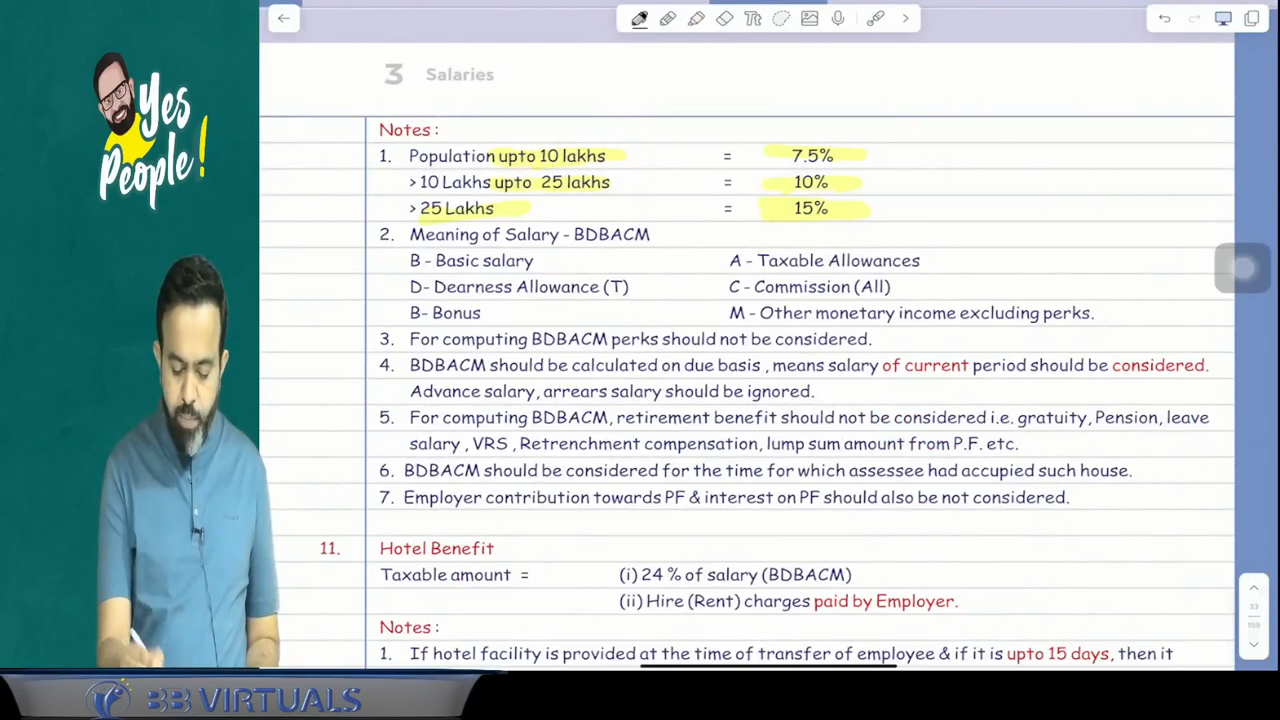 Yes
People!
3 Salaries
Notes :
1. Population upto 10 lakhs = 7.5%
> 10 Lakhs upto 25 lakhs = 10%
> 25 Lakhs = 15%
2. Meaning of Salary - BDBACM
B - Basic salary A - Taxable Allowances
D- Dearness Allowance (T) C - Commission (All)
B- Bonus M - Other monetary income excluding perks.
3. For computing BDBACM perks should not be considered.
4. BDBACM should be calculated on due basis , means salary of current period should be considered.
Advance salary, arrears salary should be ignored.
5. For computing BDBACM, retirement benefit should not be considered i.e. gratuity, Pension, leave
salary , VRS , Retrenchment compensation, lump sum amount from P.F. etc.
6. BDBACM should be considered for the time for which assessee had accupied such house.
7. Employer contribution towards PF & interest on PF should also be not considered.
11. Hotel Benefit
Taxable amount = (i) 24 % of salary (BDBACM)
(ii) Hire (Rent) charges paid by Employer.
Notes :
1. If hotel facility is provided at the time of transfer of employee & if it is upto 15 days, then it
Tt
33
159
BB VIRTUALS